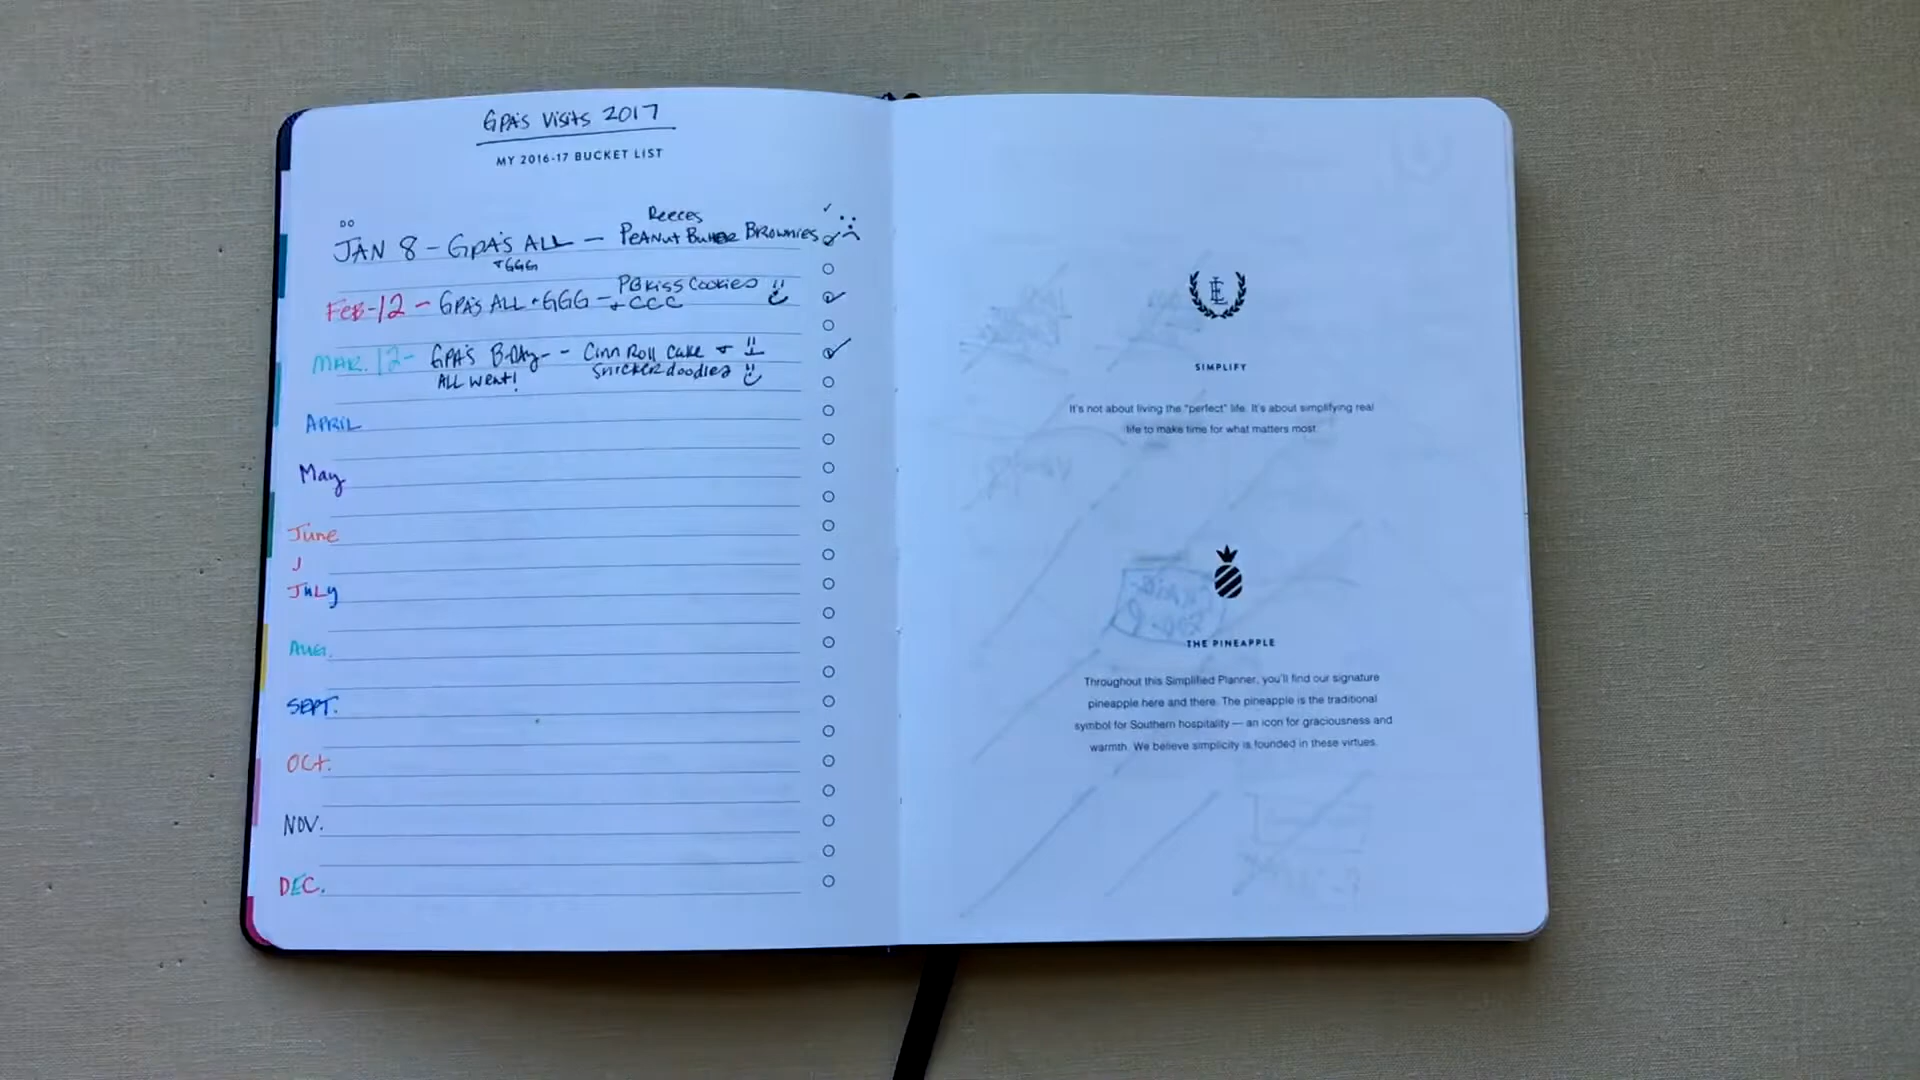 GPA'S Visits 2017
MY 2016-17 BUCKET LIST
DO
Reeces
JAN 8 - GPA'S ALL - PEANut Butter BROWNIES
+GGG
PB Kiss Cookies
FEB-12 - GPA'S ALL + GGG - + CCC
MAR. 12 - GPA'S B-DAY - - Cinn Roll Cake +
ALL Went! Snickerdoodles
APRIL
May
June
J
JULY
AUG.
SEPT.
OCT.
NOV.
DEC.
EL
SIMPLIFY
It's not about living the "perfect" life. It's about simplifying real
life to make time for what matters most.
THE PINEAPPLE
Throughout this Simplified Planner, you'll find our signature
pineapple here and there. The pineapple is the traditional
symbol for Southern hospitality — an icon for graciousness and
warmth. We believe simplicity is founded in these virtues.